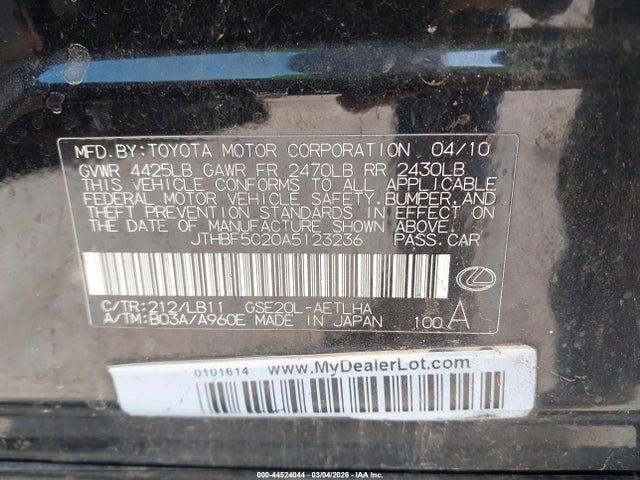 MFD.BY:TOYOTA MOTOR CORPORATION 04/10
GVWR 4425LB GAWR FR 2470LB RR 2430LB
THIS VEHICLE CONFORMS TO ALL APPLICABLE
FEDERAL MOTOR VEHICLE SAFETY, BUMPER, AND
THEFT PREVENTION STANDARDS IN EFFECT ON
THE DATE OF MANUFACTURE SHOWN ABOVE.
JTHBF5C20A5123236 PASS.CAR
C/TR:212/LB11 GSE20L-AETLHA
A/TM:B03A/A960E MADE IN JAPAN 100 A
0101614 www.MyDealerLot.com
000-44524044 | 03/04/2026 - IAA Inc.